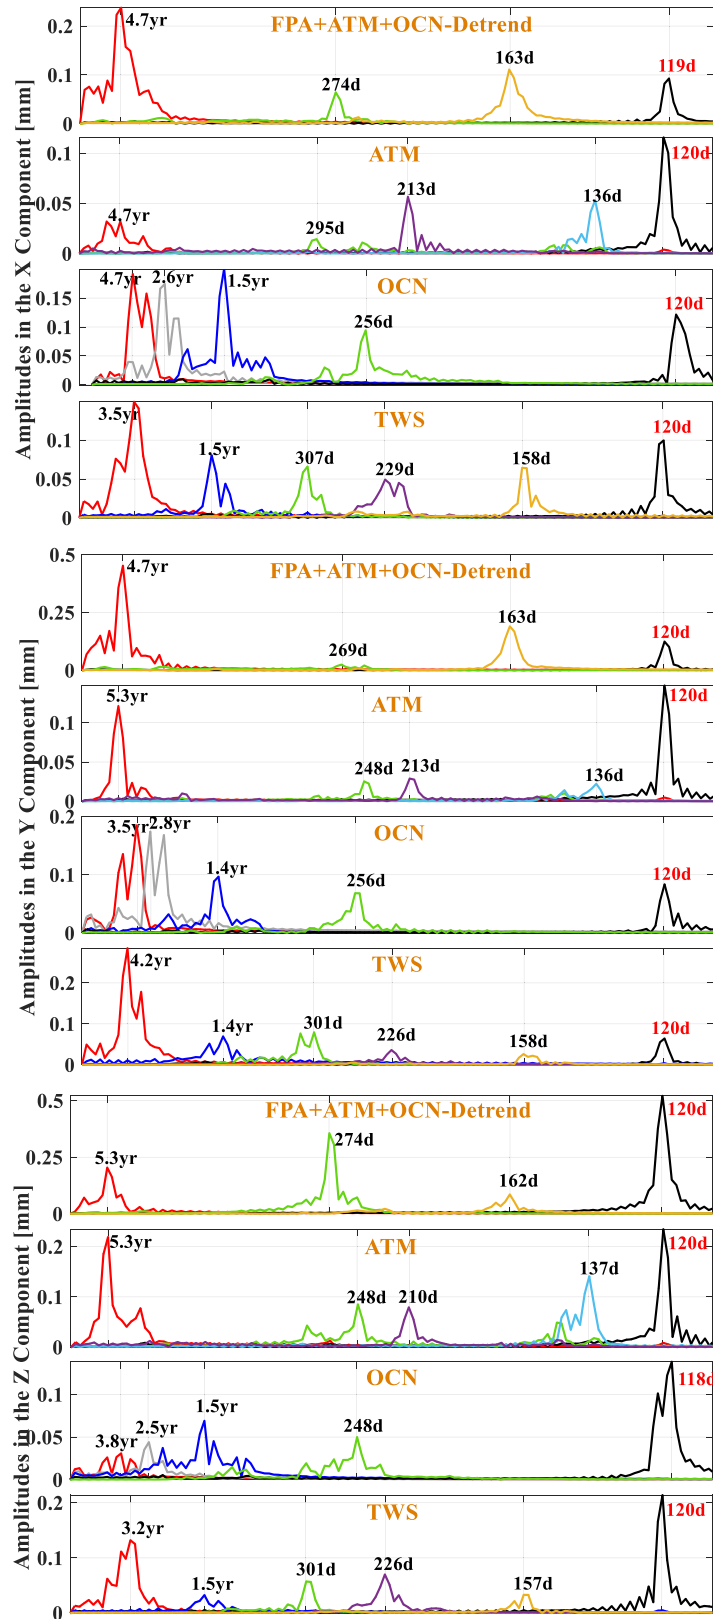 Amplitudes in the X Component [mm]
FPA+ATM+OCN-Detrend
0.2
0.1
0
4.7yr
274d
163d
119d
ATM
0.1
0.05
0
4.7yr
295d
213d
136d
120d
OCN
0.15
0.1
0.05
0
4.7yr
2.6yr
1.5yr
256d
120d
TWS
0.1
0.05
0
3.5yr
1.5yr
307d
229d
158d
120d
Amplitudes in the Y Component [mm]
FPA+ATM+OCN-Detrend
0.5
0.25
0
4.7yr
269d
163d
120d
ATM
0.1
0.05
0
5.3yr
248d
213d
136d
120d
OCN
0.2
0.1
0
3.5yr
2.8yr
1.4yr
256d
120d
TWS
0.2
0.1
0
4.2yr
1.4yr
301d
226d
158d
120d
Amplitudes in the Z Component [mm]
FPA+ATM+OCN-Detrend
0.5
0.25
0
5.3yr
274d
162d
120d
ATM
0.2
0.1
0
5.3yr
248d
210d
137d
120d
OCN
0.1
0.05
0
3.8yr
2.5yr
1.5yr
248d
118d
TWS
0.2
0.1
0
3.2yr
1.5yr
301d
226d
157d
120d